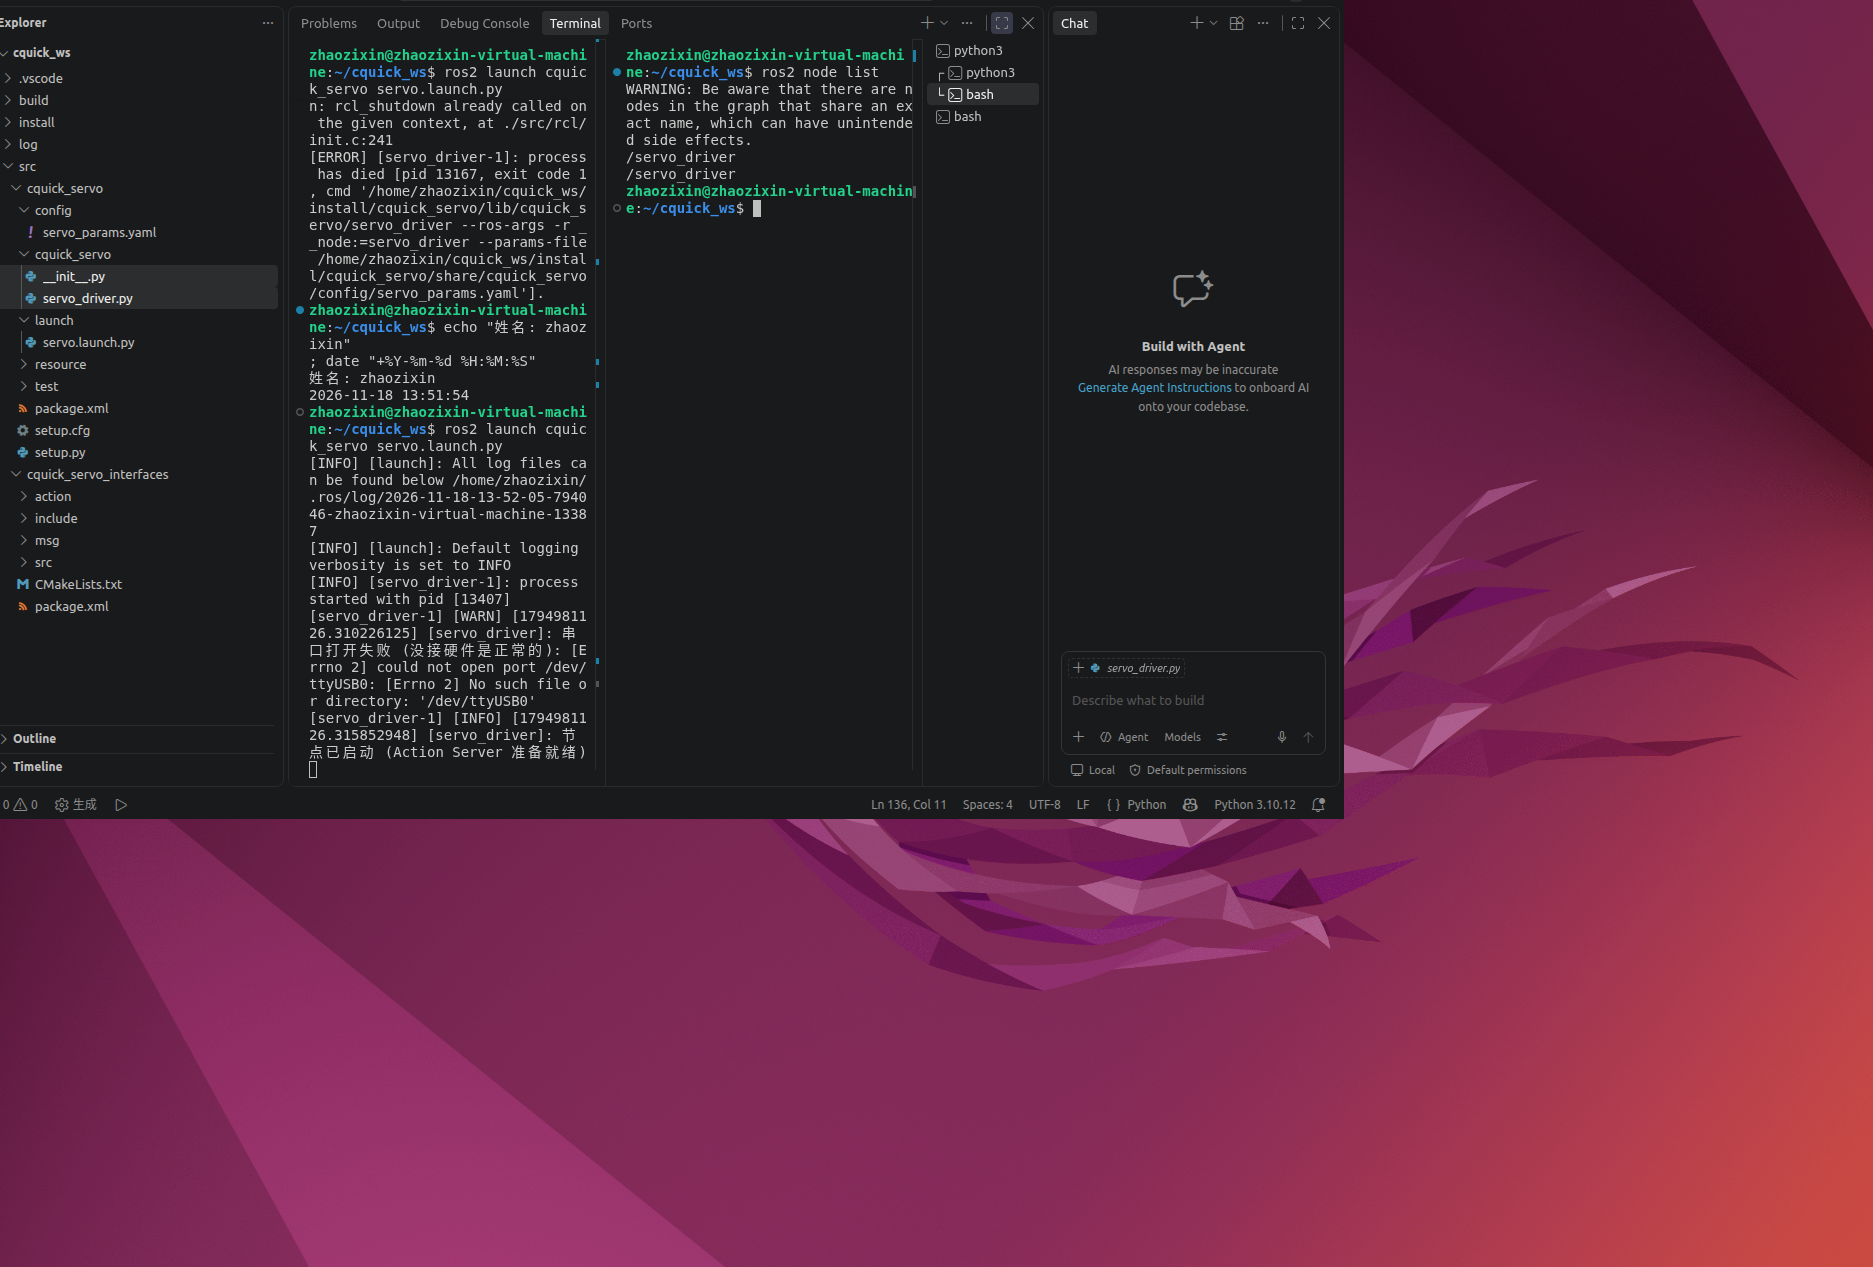 Explorer
cquick_ws
.vscode
build
install
log
src
cquick_servo
config
! servo_params.yaml
cquick_servo
__init__.py
servo_driver.py
launch
servo.launch.py
resource
test
package.xml
setup.cfg
setup.py
cquick_servo_interfaces
action
include
msg
src
CMakeLists.txt
package.xml
Outline
Timeline
Problems Output Debug Console Terminal Ports
zhaozixin@zhaozixin-virtual-machi
ne:~/cquick_ws$ ros2 launch cquic
k_servo servo.launch.py
n: rcl_shutdown already called on
the given context, at ./src/rcl/
init.c:241
[ERROR] [servo_driver-1]: process
has died [pid 13167, exit code 1
, cmd '/home/zhaozixin/cquick_ws/
install/cquick_servo/lib/cquick_s
ervo/servo_driver --ros-args -r _
_node:=servo_driver --params-file
/home/zhaozixin/cquick_ws/instal
l/cquick_servo/share/cquick_servo
/config/servo_params.yaml'].
zhaozixin@zhaozixin-virtual-machi
ne:~/cquick_ws$ echo "姓名: zhaoz
ixin"
; date "+%Y-%m-%d %H:%M:%S"
姓名: zhaozixin
2026-11-18 13:51:54
zhaozixin@zhaozixin-virtual-machi
ne:~/cquick_ws$ ros2 launch cquic
k_servo servo.launch.py
[INFO] [launch]: All log files ca
n be found below /home/zhaozixin/
.ros/log/2026-11-18-13-52-05-7940
46-zhaozixin-virtual-machine-1338
7
[INFO] [launch]: Default logging
verbosity is set to INFO
[INFO] [servo_driver-1]: process
started with pid [13407]
[servo_driver-1] [WARN] [17949811
26.310226125] [servo_driver]: 串
口打开失败 (没接硬件是正常的): [E
rrno 2] could not open port /dev/
ttyUSB0: [Errno 2] No such file o
r directory: '/dev/ttyUSB0'
[servo_driver-1] [INFO] [17949811
26.315852948] [servo_driver]: 节
点已启动 (Action Server 准备就绪)
zhaozixin@zhaozixin-virtual-machi
ne:~/cquick_ws$ ros2 node list
WARNING: Be aware that there are n
odes in the graph that share an ex
act name, which can have unintende
d side effects.
/servo_driver
/servo_driver
zhaozixin@zhaozixin-virtual-machin
e:~/cquick_ws$
python3
python3
bash
bash
Chat
Build with Agent
AI responses may be inaccurate
Generate Agent Instructions to onboard AI
onto your codebase.
servo_driver.py
Describe what to build
Agent Models
Local Default permissions
0 0 生成
Ln 136, Col 11 Spaces: 4 UTF-8 LF { } Python Python 3.10.12